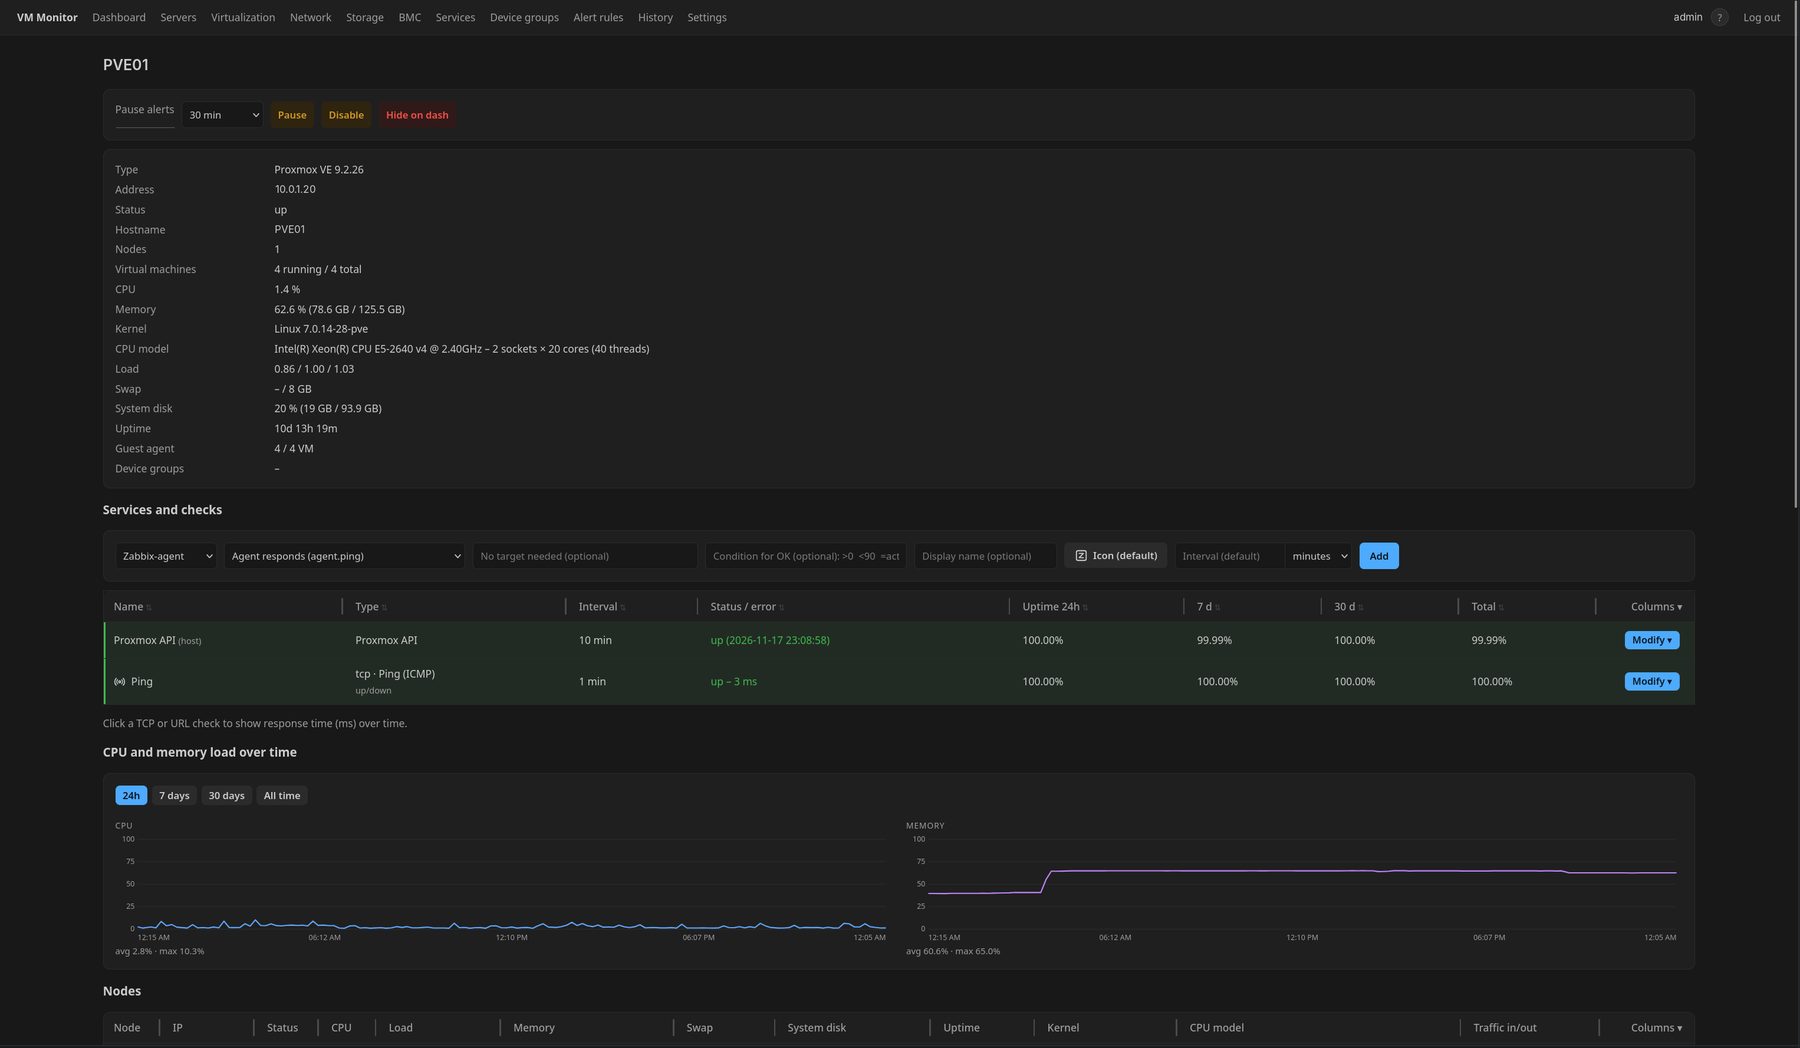 VM Monitor Dashboard Servers Virtualization Network Storage BMC Services Device groups Alert rules History Settings admin ? Log out
PVE01
Pause alerts 30 min Pause Disable Hide on dash
Type Proxmox VE 9.2.26
Address 10.0.1.20
Status up
Hostname PVE01
Nodes 1
Virtual machines 4 running / 4 total
CPU 1.4 %
Memory 62.6 % (78.6 GB / 125.5 GB)
Kernel Linux 7.0.14-28-pve
CPU model Intel(R) Xeon(R) CPU E5-2640 v4 @ 2.40GHz – 2 sockets × 20 cores (40 threads)
Load 0.86 / 1.00 / 1.03
Swap – / 8 GB
System disk 20 % (19 GB / 93.9 GB)
Uptime 10d 13h 19m
Guest agent 4 / 4 VM
Device groups –
Services and checks
Zabbix-agent Agent responds (agent.ping) No target needed (optional) Condition for OK (optional): >0 <90 =act Display name (optional) Icon (default) Interval (default) minutes Add
Name Type Interval Status / error Uptime 24h 7 d 30 d Total Columns ▾
Proxmox API (host) Proxmox API 10 min up (2026-11-17 23:08:58) 100.00% 99.99% 100.00% 99.99% Modify ▾
Ping tcp · Ping (ICMP) 1 min up – 3 ms 100.00% 100.00% 100.00% 100.00% Modify ▾
up/down
Click a TCP or URL check to show response time (ms) over time.
CPU and memory load over time
24h 7 days 30 days All time
CPU
100
75
50
25
0
12:15 AM 06:12 AM 12:10 PM 06:07 PM 12:05 AM
avg 2.8% · max 10.3%
MEMORY
100
75
50
25
0
12:15 AM 06:12 AM 12:10 PM 06:07 PM 12:05 AM
avg 60.6% · max 65.0%
Nodes
Node IP Status CPU Load Memory Swap System disk Uptime Kernel CPU model Traffic in/out Columns ▾